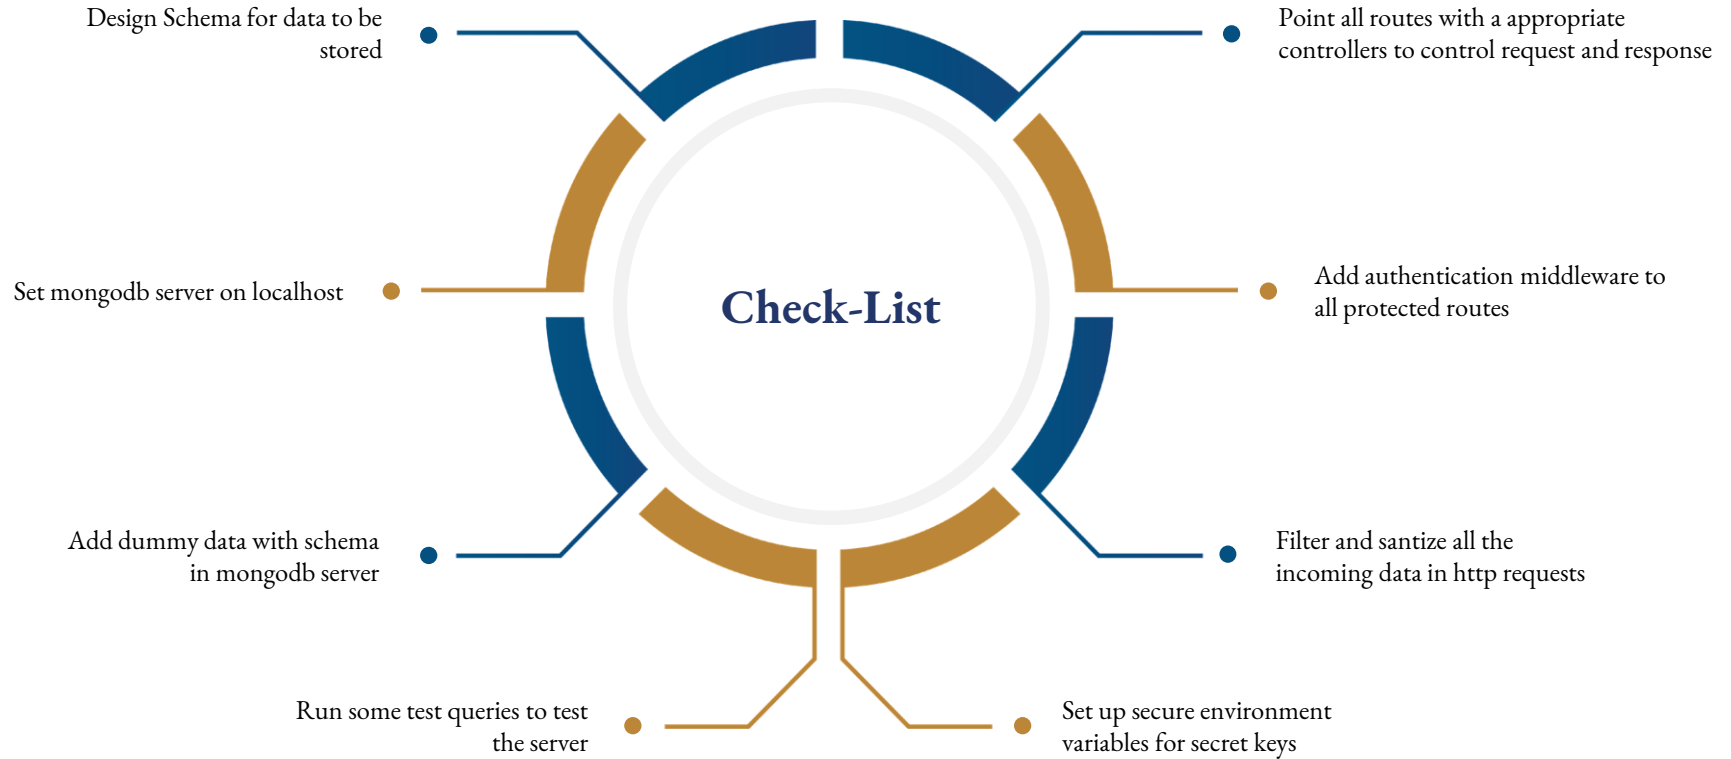 Design Schema for data to be
stored
Point all routes with a appropriate
controllers to control request and response
Set mongodb server on localhost
Check-List
Add authentication middleware to
all protected routes
Add dummy data with schema
in mongodb server
Filter and santize all the
incoming data in http requests
Run some test queries to test
the server
Set up secure environment
variables for secret keys